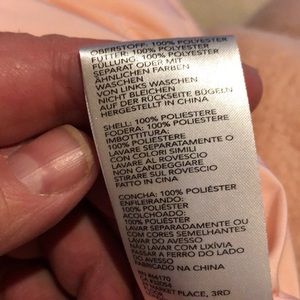 OBERSTOFF: 100% POLYESTER
FUTTER: 100% POLYESTER
FÜLLUNG: 100% POLYESTER
SEPARAT ODER MIT
ÄHNLICHEN FARBEN
WASCHEN
VON LINKS WASCHEN
NICHT BLEICHEN
AUF DER RÜCKSEITE BÜGELN
HERGESTELLT IN CHINA
SHELL: 100% POLIESTERE
FODERA: 100% POLIESTERE
IMBOTTITURA:
100% POLIESTERE
LAVARE SEPARATAMENTE O
CON COLORI SIMILI
LAVARE AL ROVESCIO
NON CANDEGGIARE
STIRARE SUL ROVESCIO
FATTO IN CINA
CONCHA: 100% POLIÉSTER
ENFILEIRANDO:
100% POLIÉSTER
ACOLCHOADO:
100% POLIÉSTER
LAVAR SEPARADAMENTE OU
COM CORES SEMELHANTES
LAVAR DO AVESSO
NÃO LAVAR COM LIXÍVIA
PASSAR A FERRO DO LADO
DO AVESSO
FABRICADO NA CHINA
MARKET PLACE, 3RD